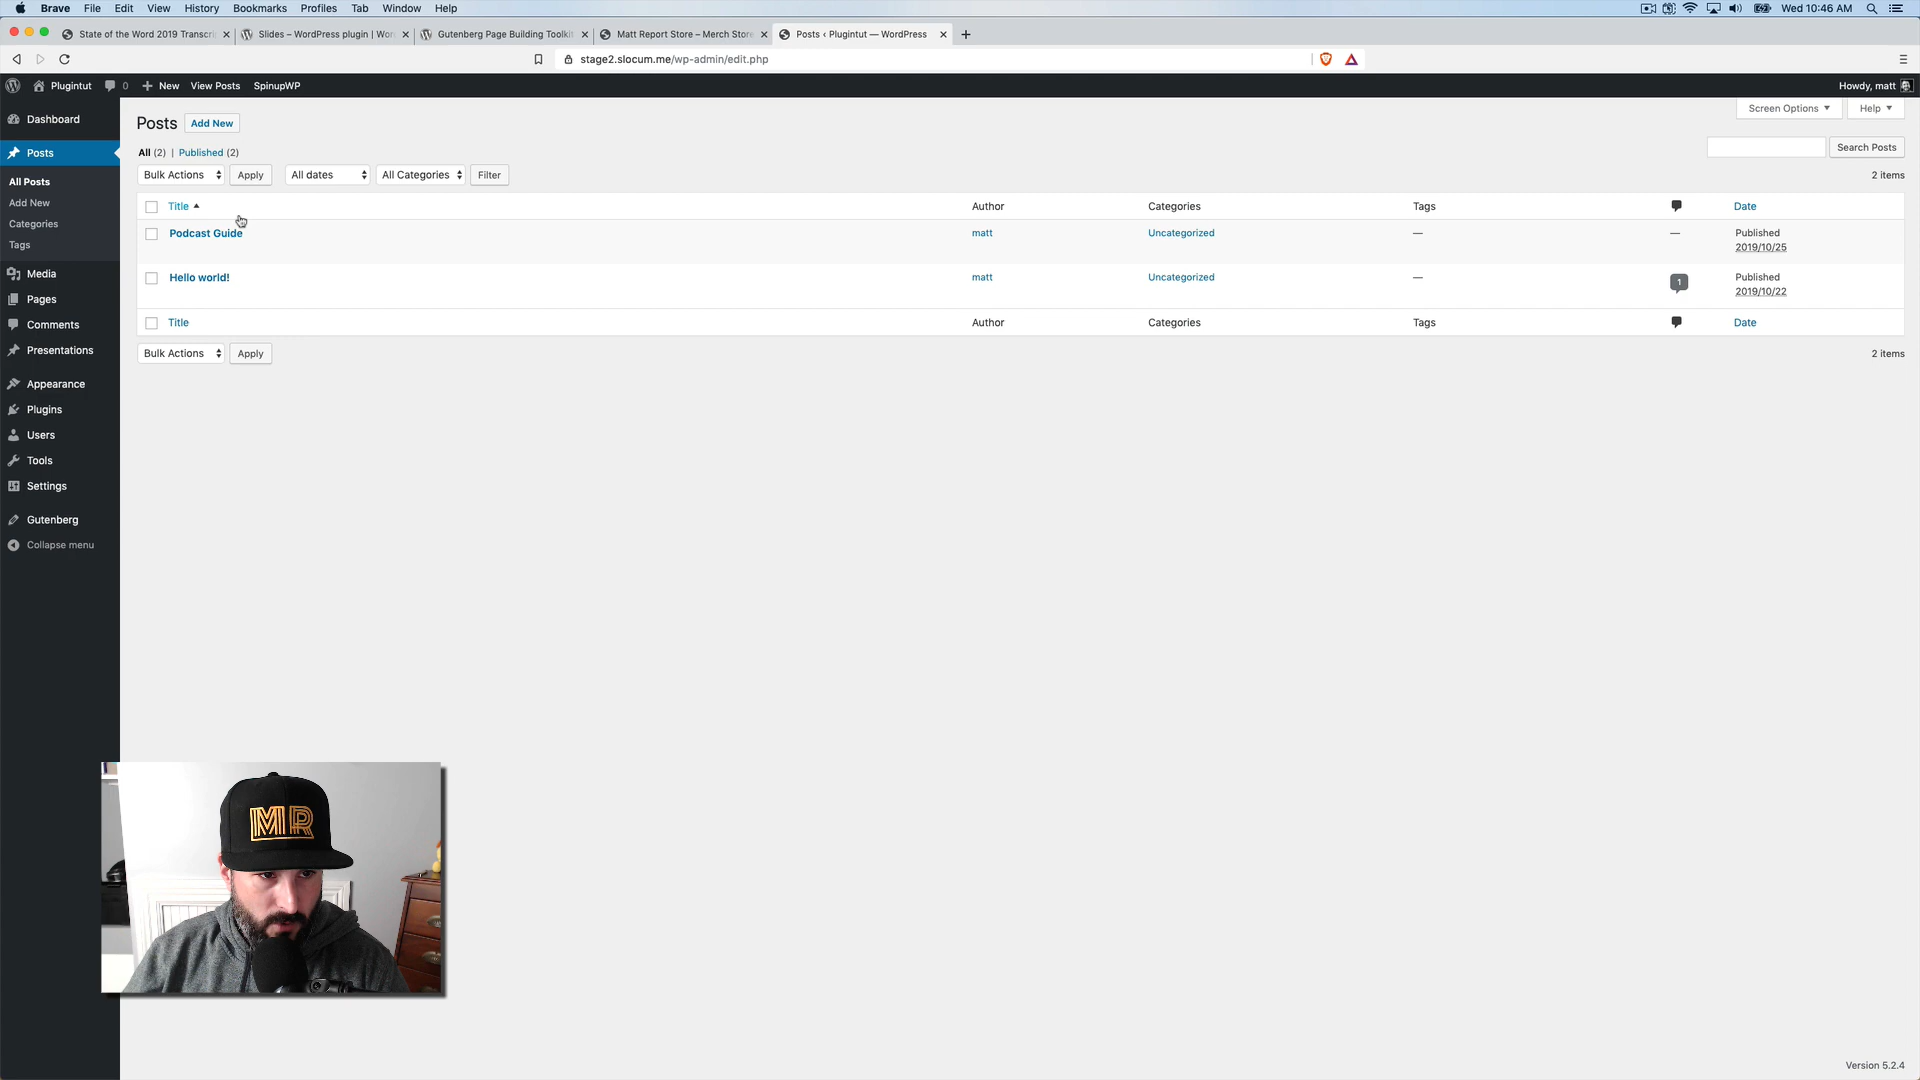 Brave File Edit View History Bookmarks Profiles Tab Window Help Wed 10:46 AM
State of the Word 2019 Transcri Slides – WordPress plugin | Wor Gutenberg Page Building Toolkit Matt Report Store – Merch Store Posts ‹ Plugintut — WordPress
stage2.slocum.me/wp-admin/edit.php
Plugintut 0 New View Posts SpinupWP Howdy, matt
Screen Options Help
Dashboard
Posts
All Posts
Add New
Categories
Tags
Media
Pages
Comments
Presentations
Appearance
Plugins
Users
Tools
Settings
Gutenberg
Collapse menu
Posts Add New
All (2) | Published (2)
Search Posts
Bulk Actions Apply All dates All Categories Filter 2 items
Title Author Categories Tags Date
Podcast Guide matt Uncategorized — — Published
2019/10/25
Hello world! matt Uncategorized — 1 Published
2019/10/22
Title Author Categories Tags Date
Bulk Actions Apply 2 items
MR
Version 5.2.4